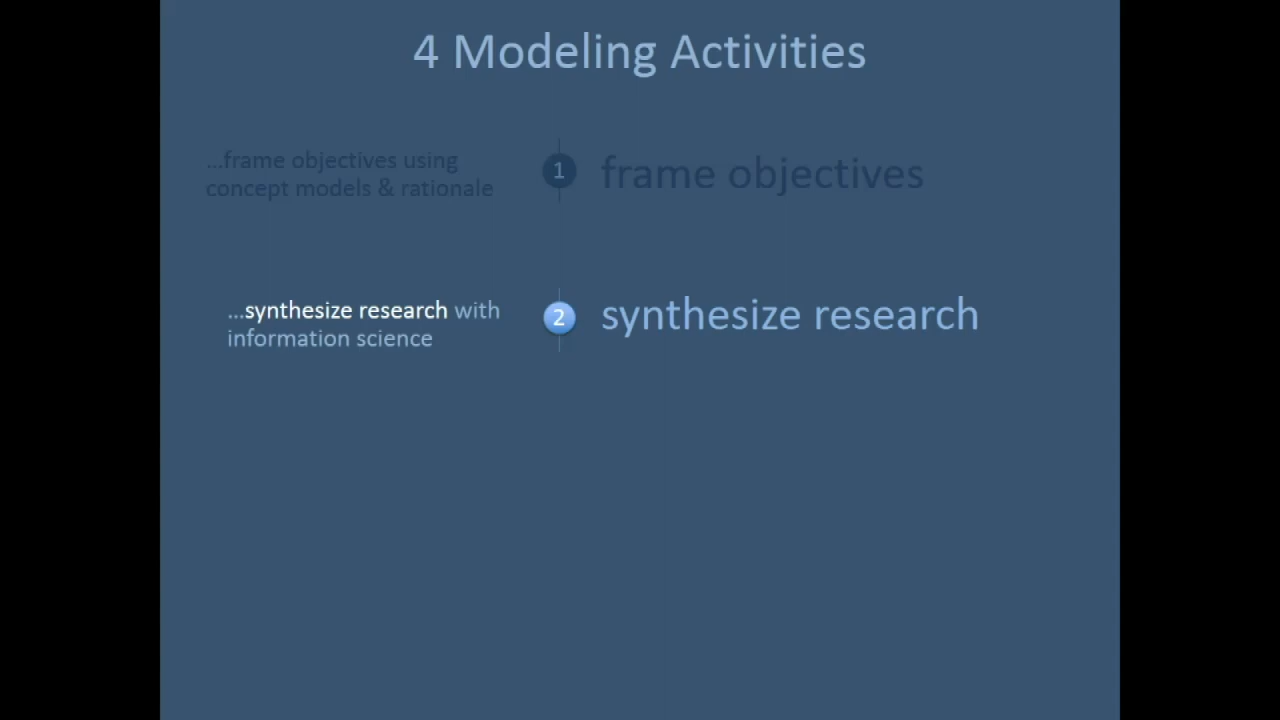 4 Modeling Activities
...frame objectives using
concept models & rationale
1
frame objectives
...synthesize research with
information science
2
synthesize research